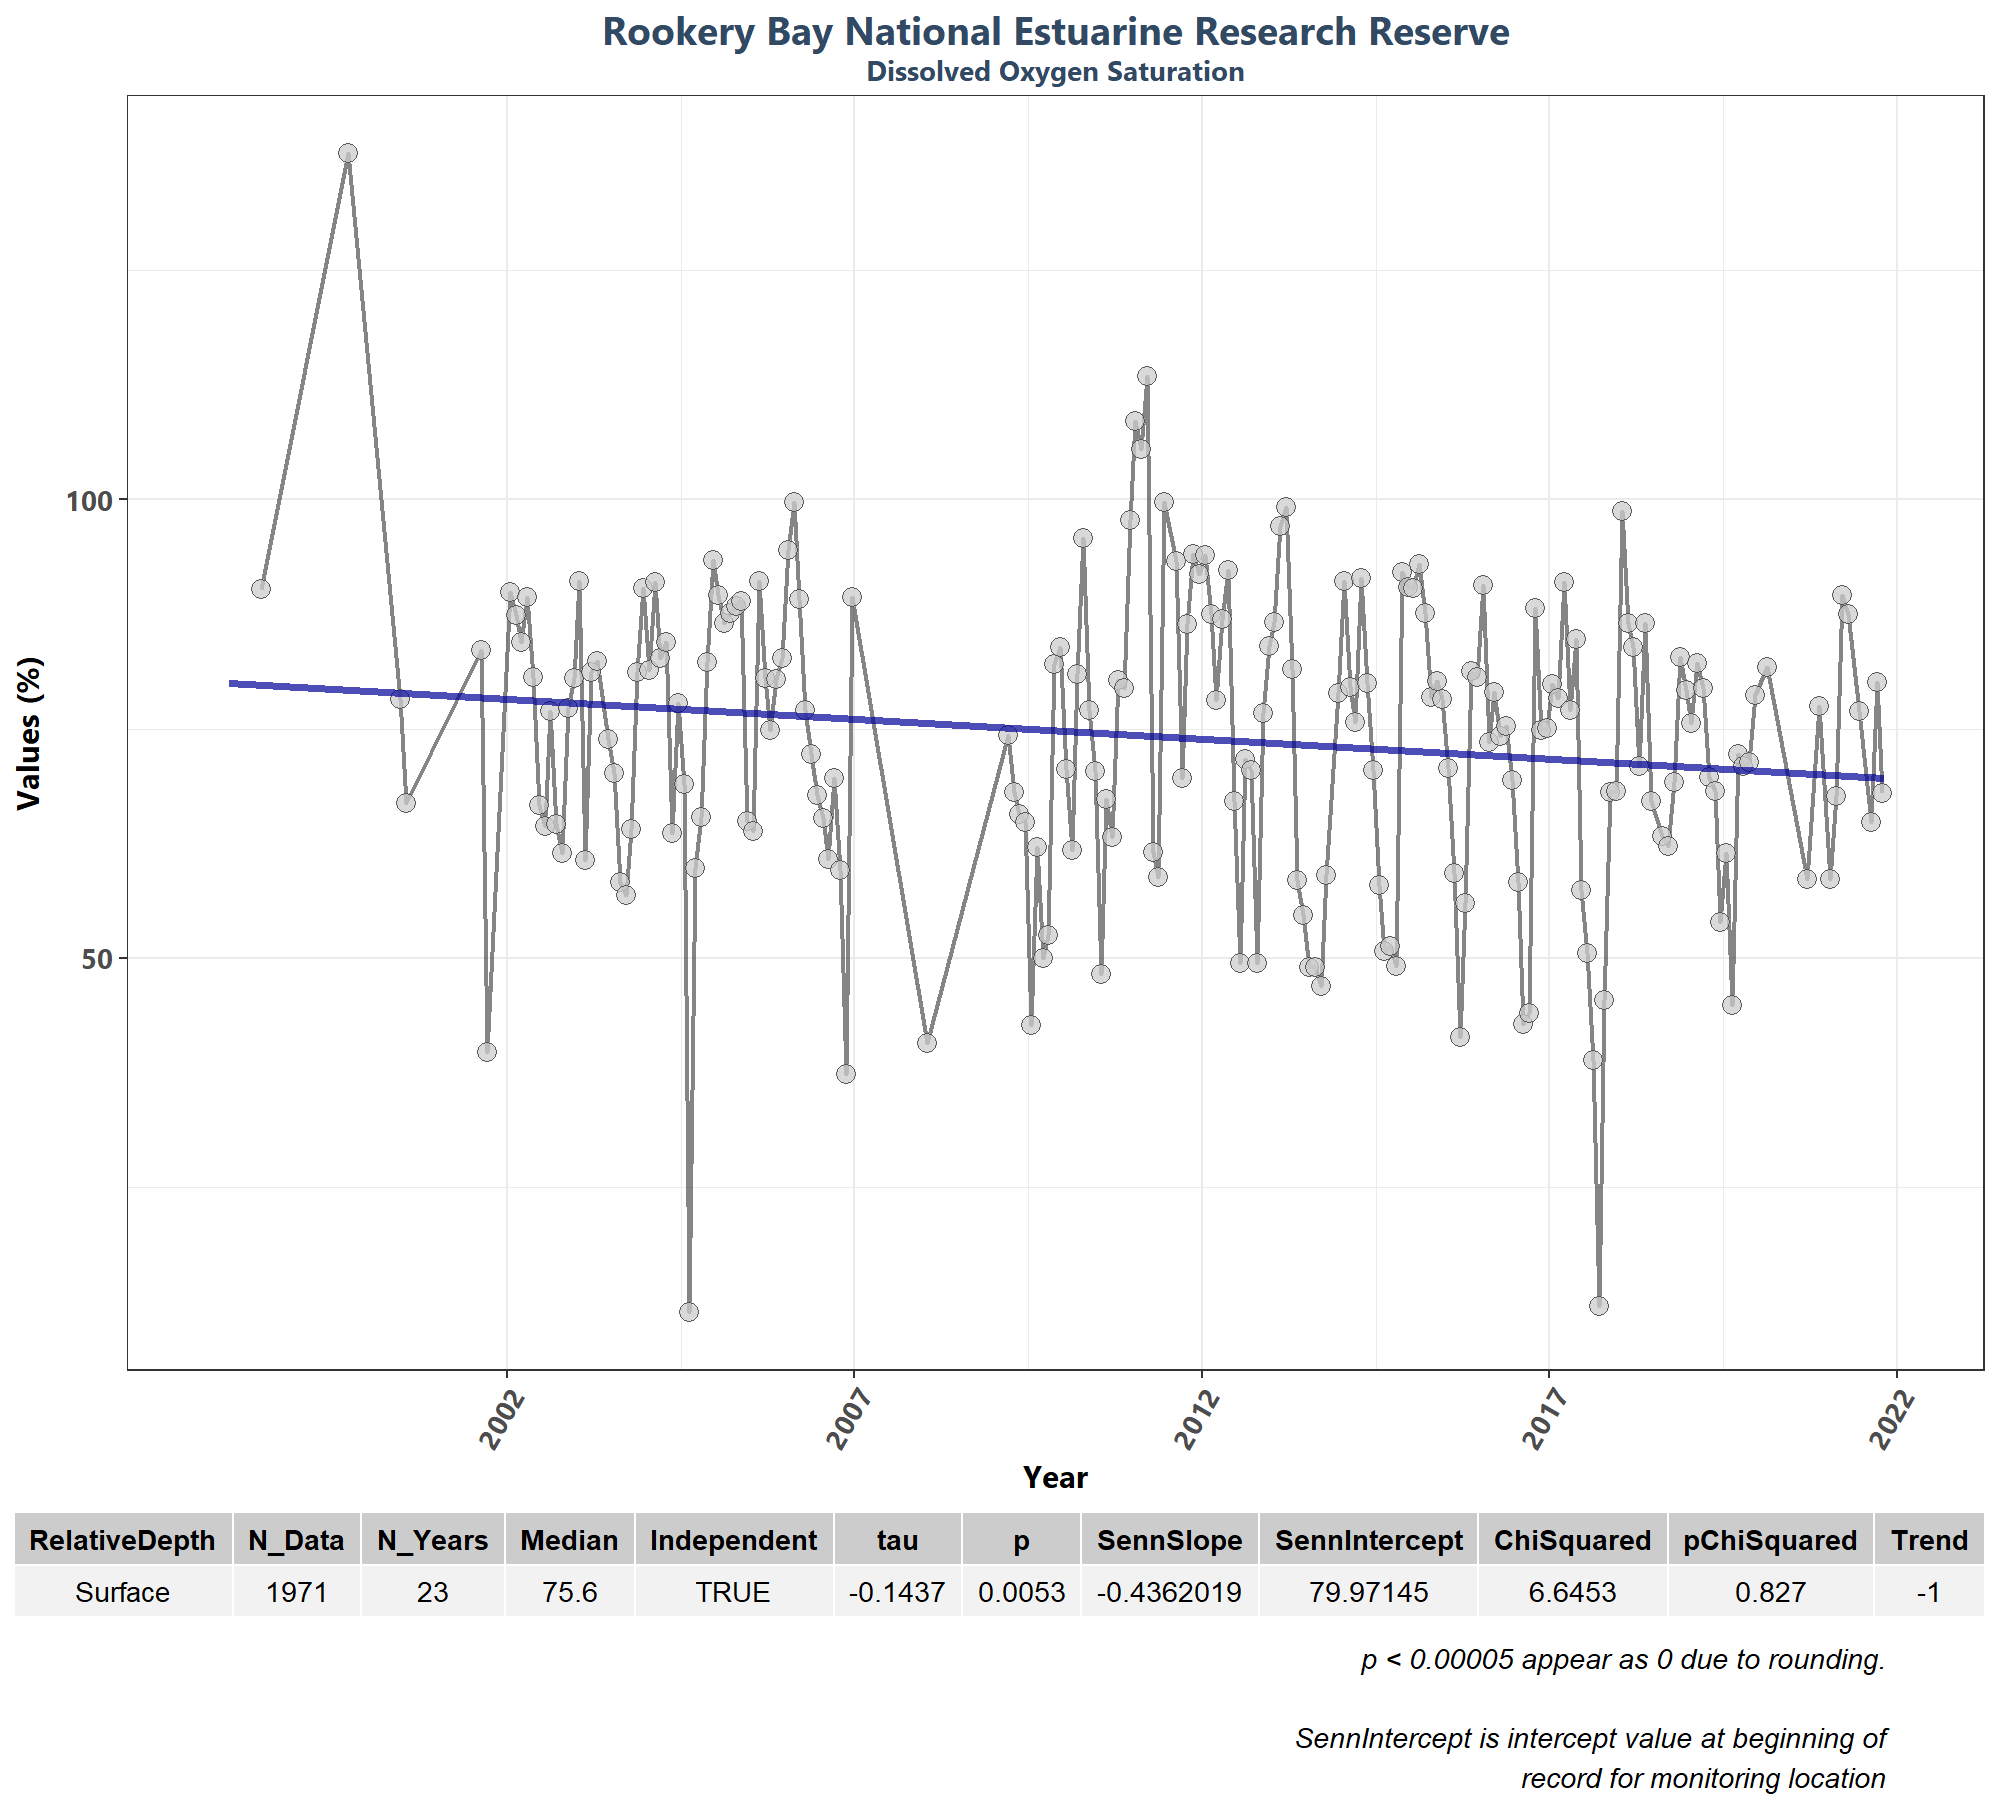 Rookery Bay National Estuarine Research Reserve
Dissolved Oxygen Saturation
Values (%)
100
50
2002 2007 2012 2017 2022
Year
RelativeDepth N_Data N_Years Median Independent tau p SennSlope SennIntercept ChiSquared pChiSquared Trend
Surface 1971 23 75.6 TRUE -0.1437 0.0053 -0.4362019 79.97145 6.6453 0.827 -1
p < 0.00005 appear as 0 due to rounding.
SennIntercept is intercept value at beginning of
record for monitoring location